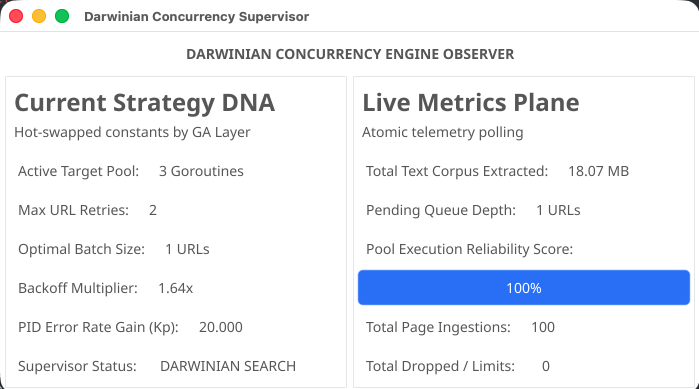 Darwinian Concurrency Supervisor
DARWINIAN CONCURRENCY ENGINE OBSERVER
Current Strategy DNA
Hot-swapped constants by GA Layer
Active Target Pool: 3 Goroutines
Max URL Retries: 2
Optimal Batch Size: 1 URLs
Backoff Multiplier: 1.64x
PID Error Rate Gain (Kp): 20.000
Supervisor Status: DARWINIAN SEARCH
Live Metrics Plane
Atomic telemetry polling
Total Text Corpus Extracted: 18.07 MB
Pending Queue Depth: 1 URLs
Pool Execution Reliability Score:
100%
Total Page Ingestions: 100
Total Dropped / Limits: 0